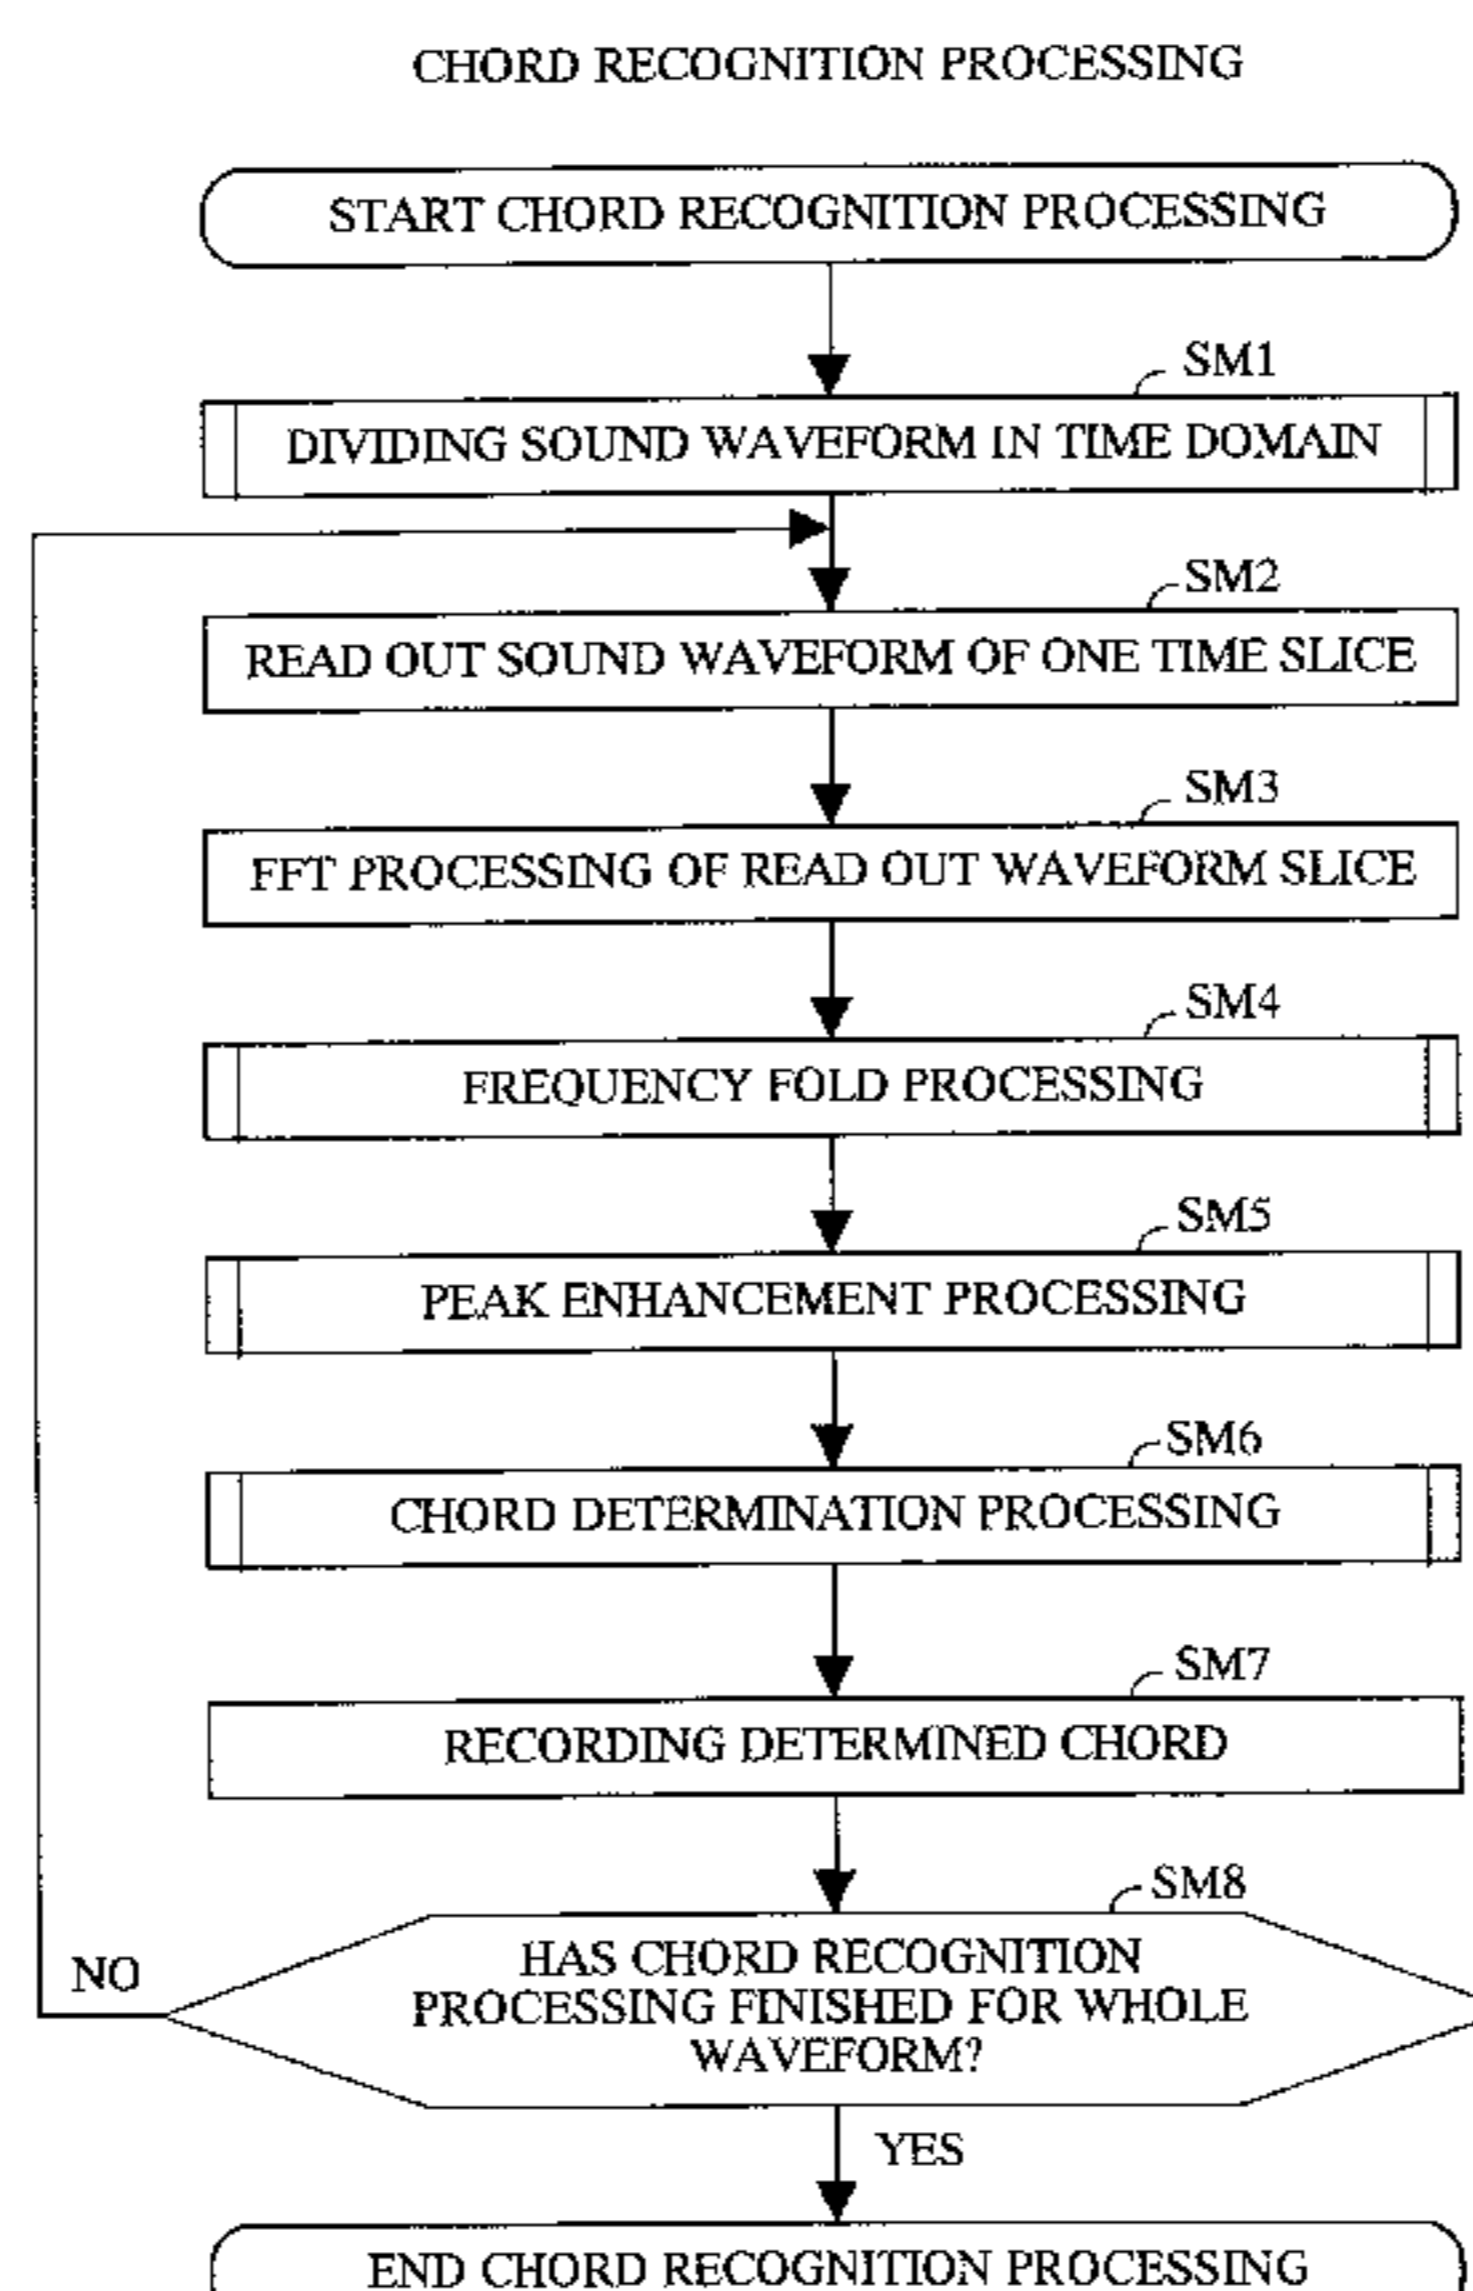 CHORD RECOGNITION PROCESSING
START CHORD RECOGNITION PROCESSING
SM1
DIVIDING SOUND WAVEFORM IN TIME DOMAIN
SM2
READ OUT SOUND WAVEFORM OF ONE TIME SLICE
SM3
FFT PROCESSING OF READ OUT WAVEFORM SLICE
SM4
FREQUENCY FOLD PROCESSING
SM5
PEAK ENHANCEMENT PROCESSING
SM6
CHORD DETERMINATION PROCESSING
SM7
RECORDING DETERMINED CHORD
SM8
HAS CHORD RECOGNITION
PROCESSING FINISHED FOR WHOLE
WAVEFORM?
NO
YES
END CHORD RECOGNITION PROCESSING